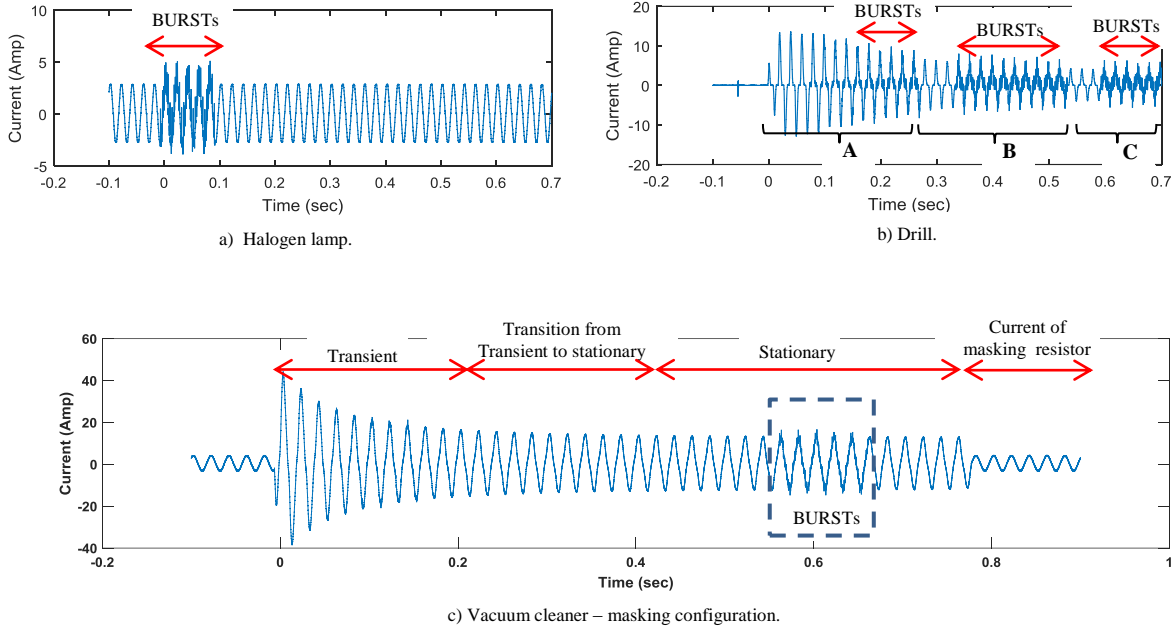 BURSTs
10
5
0
-5
Current (Amp)
-0.2
-0.1
0
0.1
0.2
0.3
0.4
0.5
0.6
0.7
Time (sec)
a) Halogen lamp.
BURSTs
BURSTs
BURSTs
20
10
0
-10
-20
Current (Amp)
A
B
C
-0.2
-0.1
0
0.1
0.2
0.3
0.4
0.5
0.6
0.7
Time (sec)
b) Drill.
Transient
Transition from
Transient to stationary
Stationary
Current of
masking resistor
60
40
20
0
-20
-40
Current (Amp)
BURSTs
-0.2
0
0.2
0.4
0.6
0.8
1
Time (sec)
c) Vacuum cleaner – masking configuration.